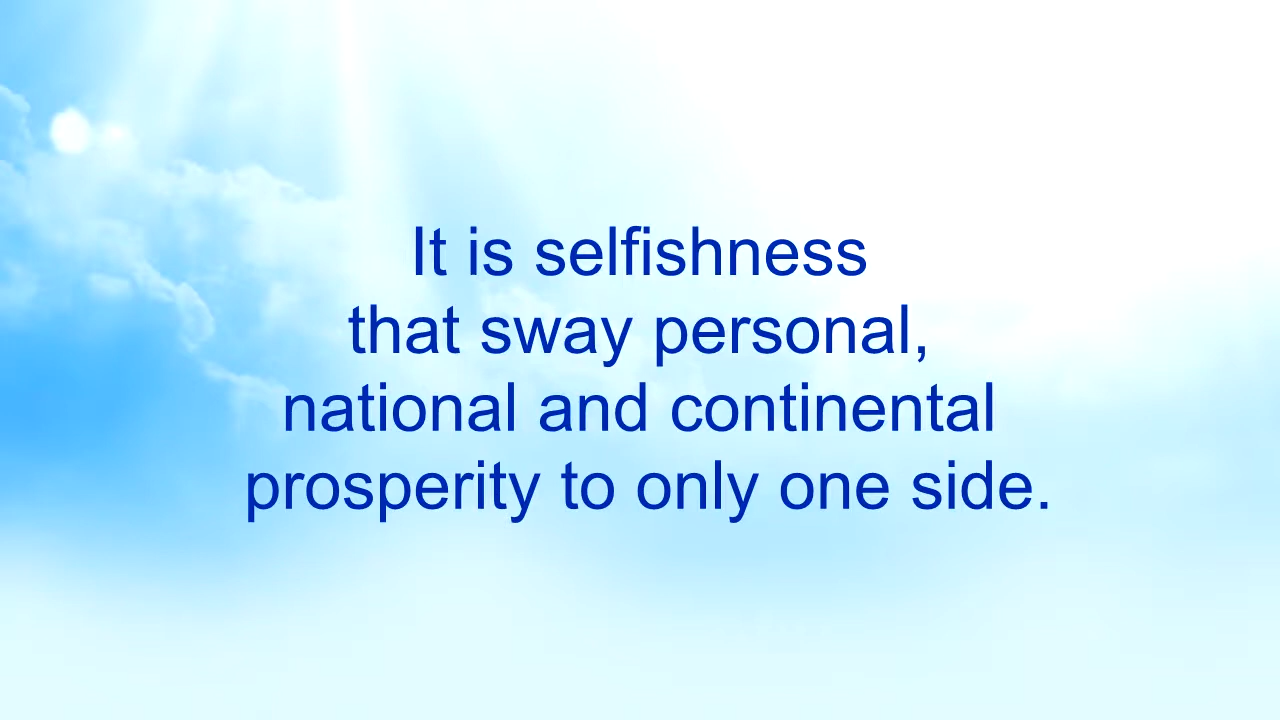 It is selfishness
that sway personal,
national and continental
prosperity to only one side.